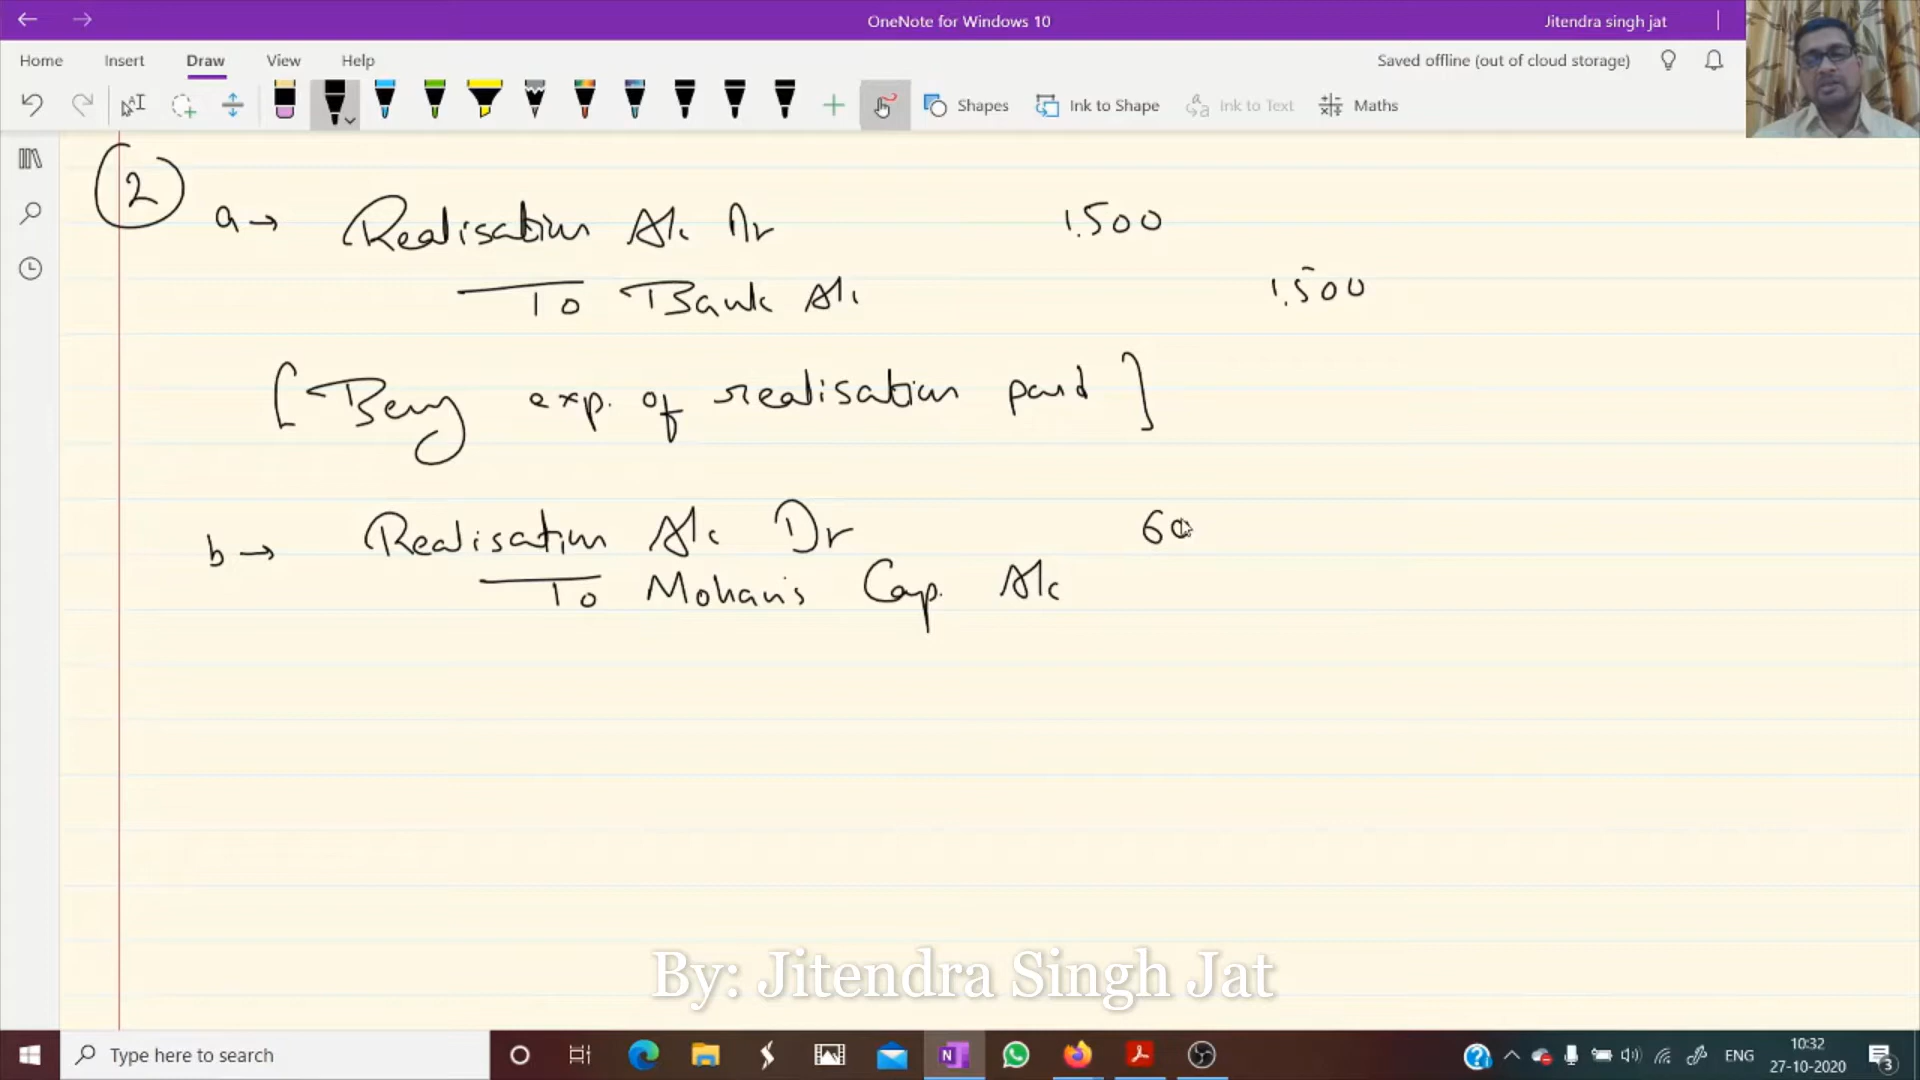 OneNote for Windows 10
Jitendra singh jat
Home Insert Draw View Help
Saved offline (out of cloud storage)
Shapes Ink to Shape Ink to Text Maths
2
a→ Realisation A/c Dr 1,500
To Bank A/c 1,500
[Being exp. of realisation paid]
b→ Realisation A/c Dr 60
To Mohan's Cap. A/c
By: Jitendra Singh Jat
Type here to search
ENG
10:32
27-10-2020
3